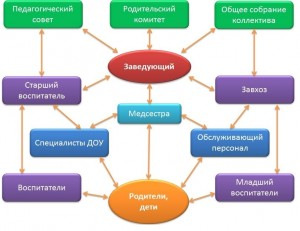 Педагогический
совет
Родительский
комитет
Общее собрание
коллектива
Заведующий
Старший
воспитатель
Завхоз
Медсестра
Специалисты ДОУ
Обслуживающий
персонал
Воспитатели
Родители,
дети
Младший
воспитатели